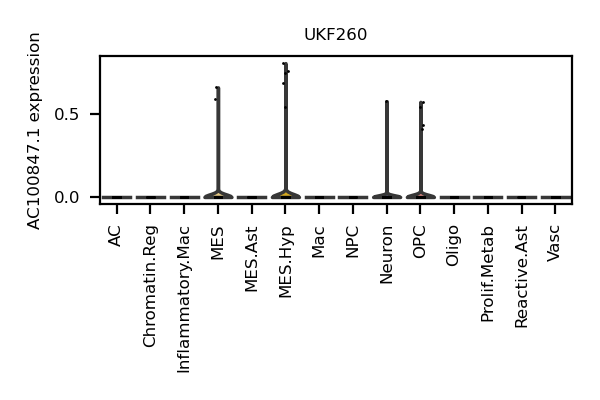 UKF260
AC100847.1 expression
0.5
0.0
AC
Chromatin.Reg
Inflammatory.Mac
MES
MES.Ast
MES.Hyp
Mac
NPC
Neuron
OPC
Oligo
Prolif.Metab
Reactive.Ast
Vasc